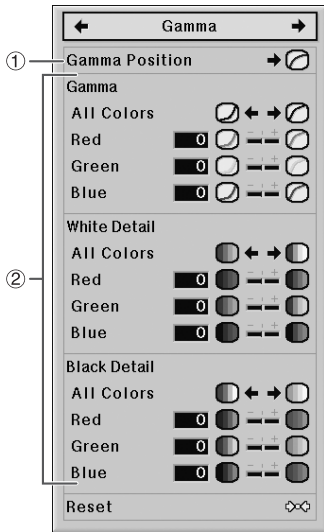 Gamma
① Gamma Position
Gamma
All Colors
Red 0
Green 0
Blue 0
② White Detail
All Colors
Red 0
Green 0
Blue 0
Black Detail
All Colors
Red 0
Green 0
Blue 0
Reset